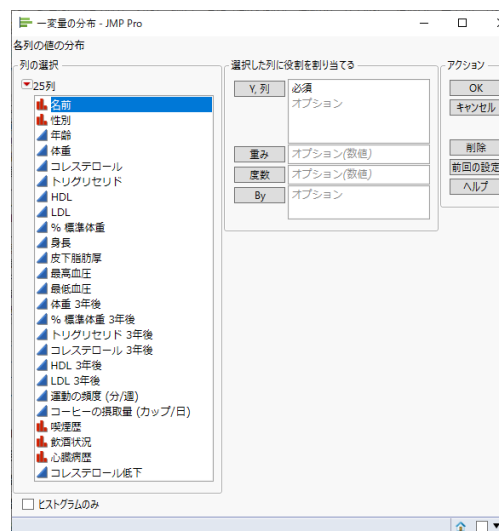 一変量の分布 - JMP Pro
各列の値の分布
列の選択
25列
名前
性別
年齢
体重
コレステロール
トリグリセリド
HDL
LDL
% 標準体重
身長
皮下脂肪厚
最高血圧
最低血圧
体重 3年後
% 標準体重 3年後
トリグリセリド 3年後
コレステロール 3年後
HDL 3年後
LDL 3年後
運動の頻度 (分/週)
コーヒーの摂取量 (カップ/日)
喫煙歴
飲酒状況
心臓病歴
コレステロール低下
ヒストグラムのみ
選択した列に役割を割り当てる
Y, 列 必須
オプション
重み オプション(数値)
度数 オプション(数値)
By オプション
アクション
OK
キャンセル
削除
前回の設定
ヘルプ